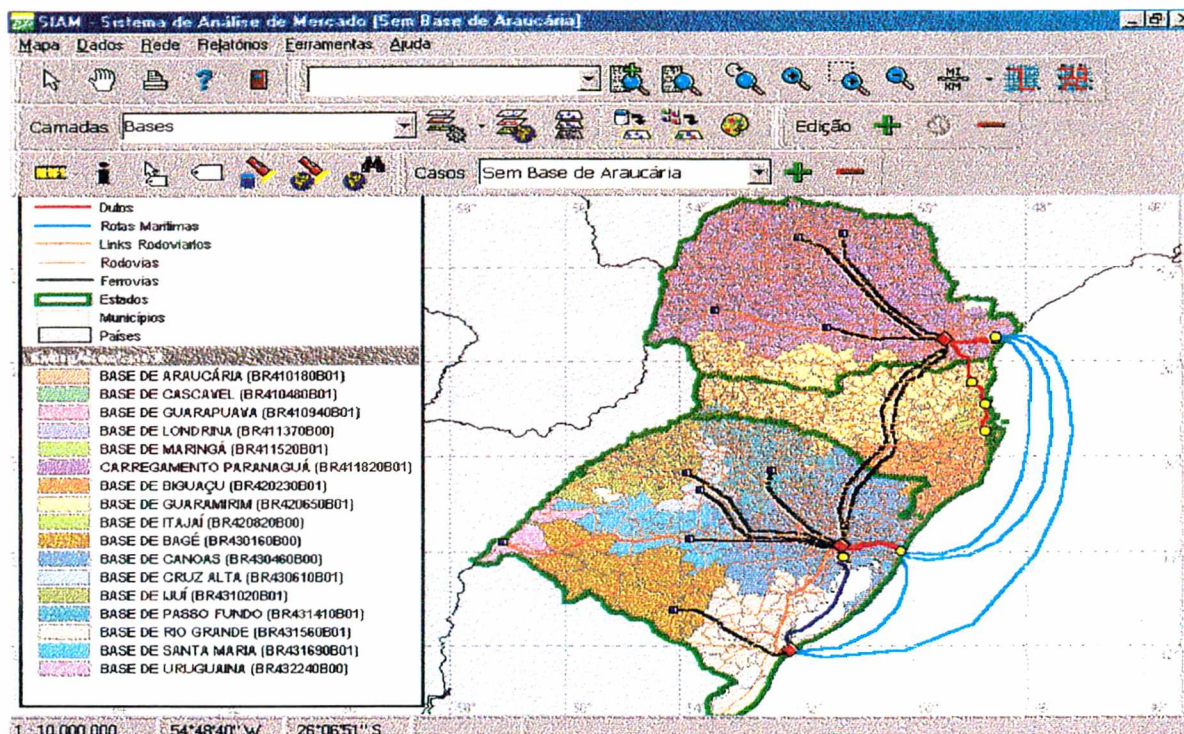 SIAM - Sistema de Análise de Mercado [Sem Base de Araucária]
Mapa Dados Rede Relatórios Ferramentas Ajuda
MI
KM
Camadas Bases Edição
Casos Sem Base de Araucária
Dutos
Rotas Marítimas
Links Rodoviarios
Rodovias
Ferrovias
Estados
Municípios
Países
BASE DE ARAUCÁRIA (BR410180B01)
BASE DE CASCAVEL (BR410480B01)
BASE DE GUARAPUAVA (BR410940B01)
BASE DE LONDRINA (BR411370B00)
BASE DE MARINGÁ (BR411520B01)
CARREGAMENTO PARANAGUÁ (BR411820B01)
BASE DE BIGUAÇU (BR420230B01)
BASE DE GUARAMIRIM (BR420650B01)
BASE DE ITAJAÍ (BR420820B00)
BASE DE BAGÉ (BR430160B00)
BASE DE CANOAS (BR430460B00)
BASE DE CRUZ ALTA (BR430610B01)
BASE DE IJUÍ (BR431020B01)
BASE DE PASSO FUNDO (BR431410B01)
BASE DE RIO GRANDE (BR431560B01)
BASE DE SANTA MARIA (BR431690B01)
BASE DE URUGUAINA (BR432240B00)
1 : 10.000.000 54°48'40'' W 26°06'51'' S